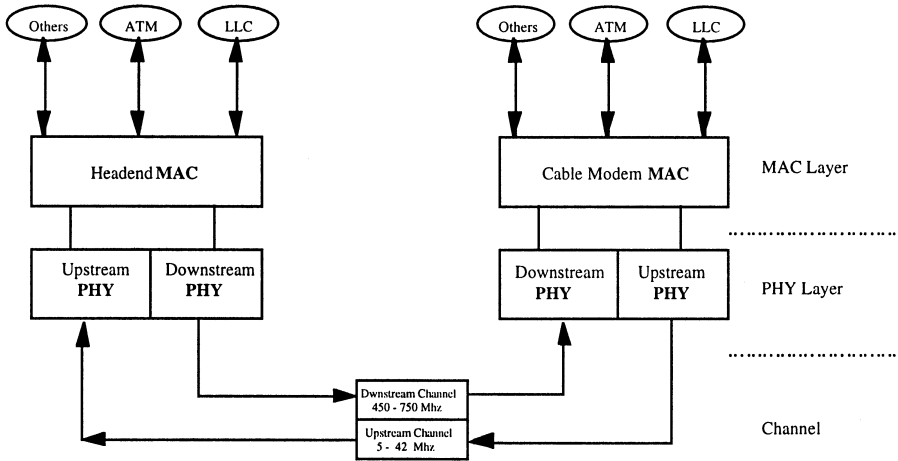 Others
ATM
LLC
Others
ATM
LLC
Headend MAC
Cable Modem MAC
MAC Layer
Upstream
PHY
Downstream
PHY
Downstream
PHY
Upstream
PHY
PHY Layer
Dwnstream Channel
450 - 750 Mhz
Upstream Channel
5 - 42 Mhz
Channel